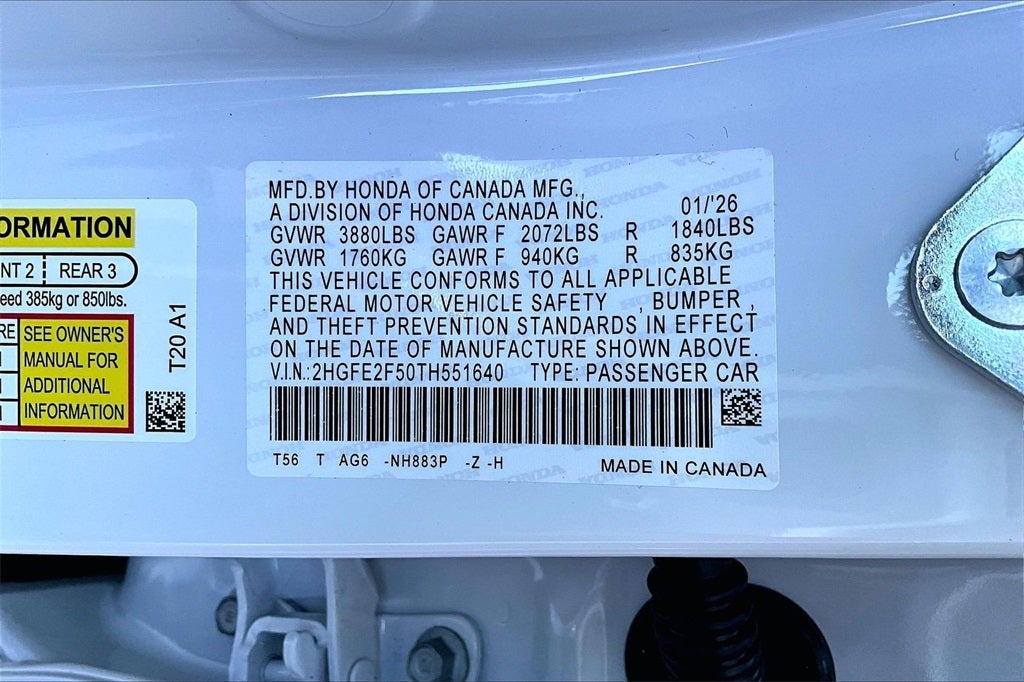 ORMATION
NT 2 REAR 3
eed 385kg or 850lbs.
RE
SEE OWNER'S
MANUAL FOR
ADDITIONAL
INFORMATION
T20 A1
MFD.BY HONDA OF CANADA MFG.,
A DIVISION OF HONDA CANADA INC. 01/'26
GVWR 3880LBS GAWR F 2072LBS R 1840LBS
GVWR 1760KG GAWR F 940KG R 835KG
THIS VEHICLE CONFORMS TO ALL APPLICABLE
FEDERAL MOTOR VEHICLE SAFETY , BUMPER ,
AND THEFT PREVENTION STANDARDS IN EFFECT
ON THE DATE OF MANUFACTURE SHOWN ABOVE.
V.I.N.:2HGFE2F50TH551640 TYPE: PASSENGER CAR
T56 T AG6 -NH883P -Z -H MADE IN CANADA